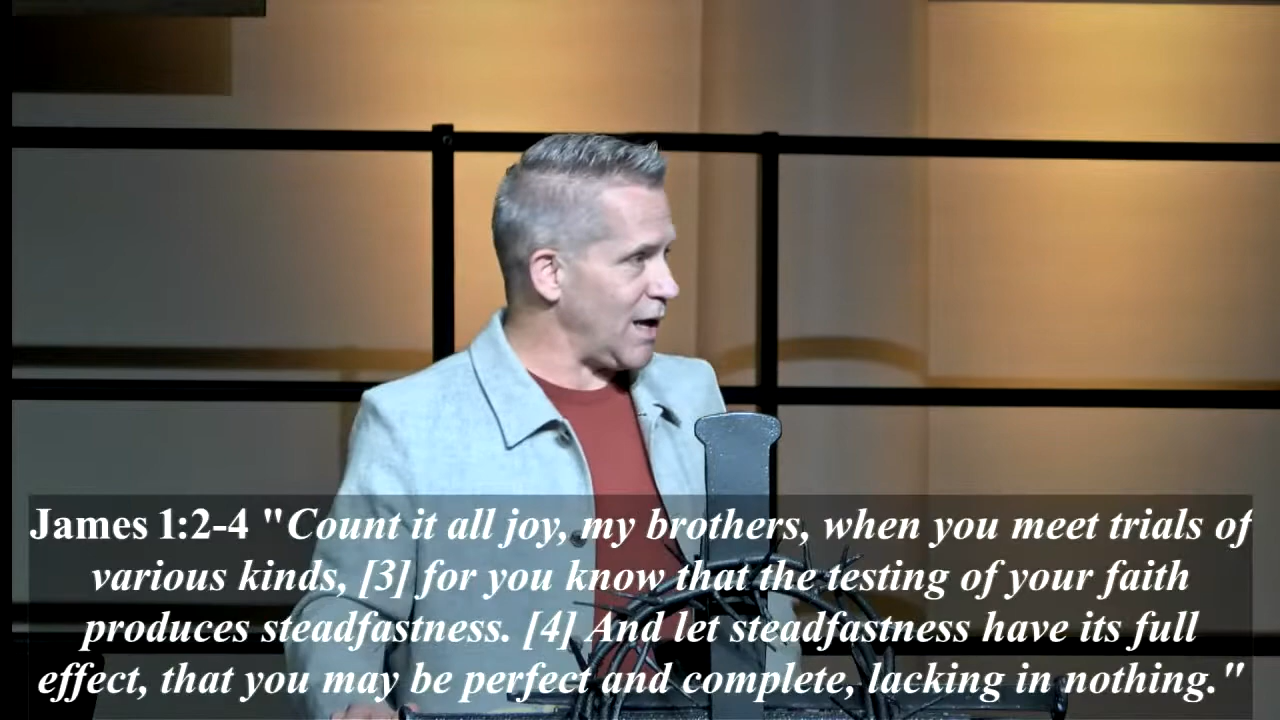 James 1:2-4 "Count it all joy, my brothers, when you meet trials of
various kinds, [3] for you know that the testing of your faith
produces steadfastness. [4] And let steadfastness have its full
effect, that you may be perfect and complete, lacking in nothing."